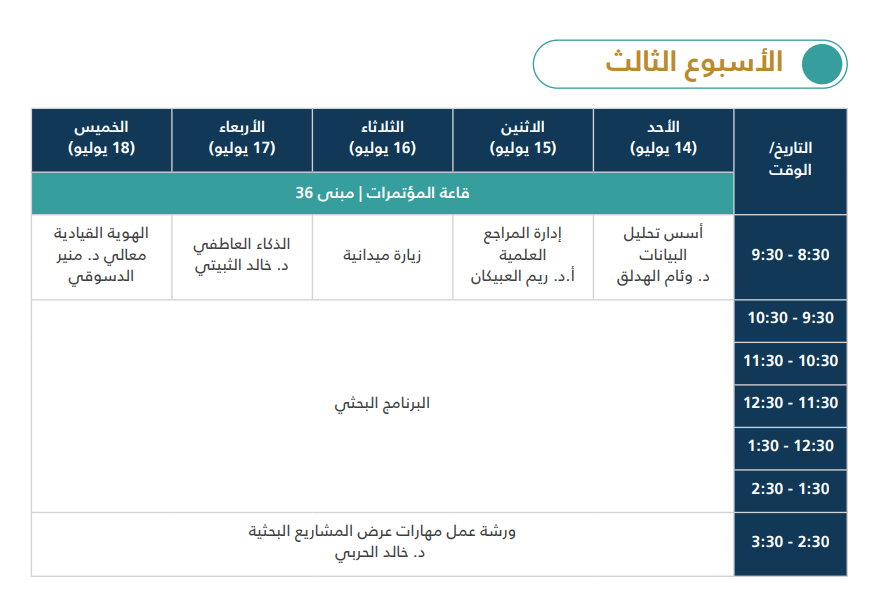 الأسبوع الثالث
التاريخ/
الوقت
الأحد
(14 يوليو)
الاثنين
(15 يوليو)
الثلاثاء
(16 يوليو)
الأربعاء
(17 يوليو)
الخميس
(18 يوليو)
قاعة المؤتمرات | مبنى 36
8:30 - 9:30
أسس تحليل
البيانات
د. وئام الهدلق
إدارة المراجع
العلمية
أ.د. ريم العبيكان
زيارة ميدانية
الذكاء العاطفي
د. خالد الثبيتي
الهوية القيادية
معالي د. منير
الدسوقي
9:30 - 10:30
10:30 - 11:30
11:30 - 12:30
12:30 - 1:30
1:30 - 2:30
البرنامج البحثي
2:30 - 3:30
ورشة عمل مهارات عرض المشاريع البحثية
د. خالد الحربي